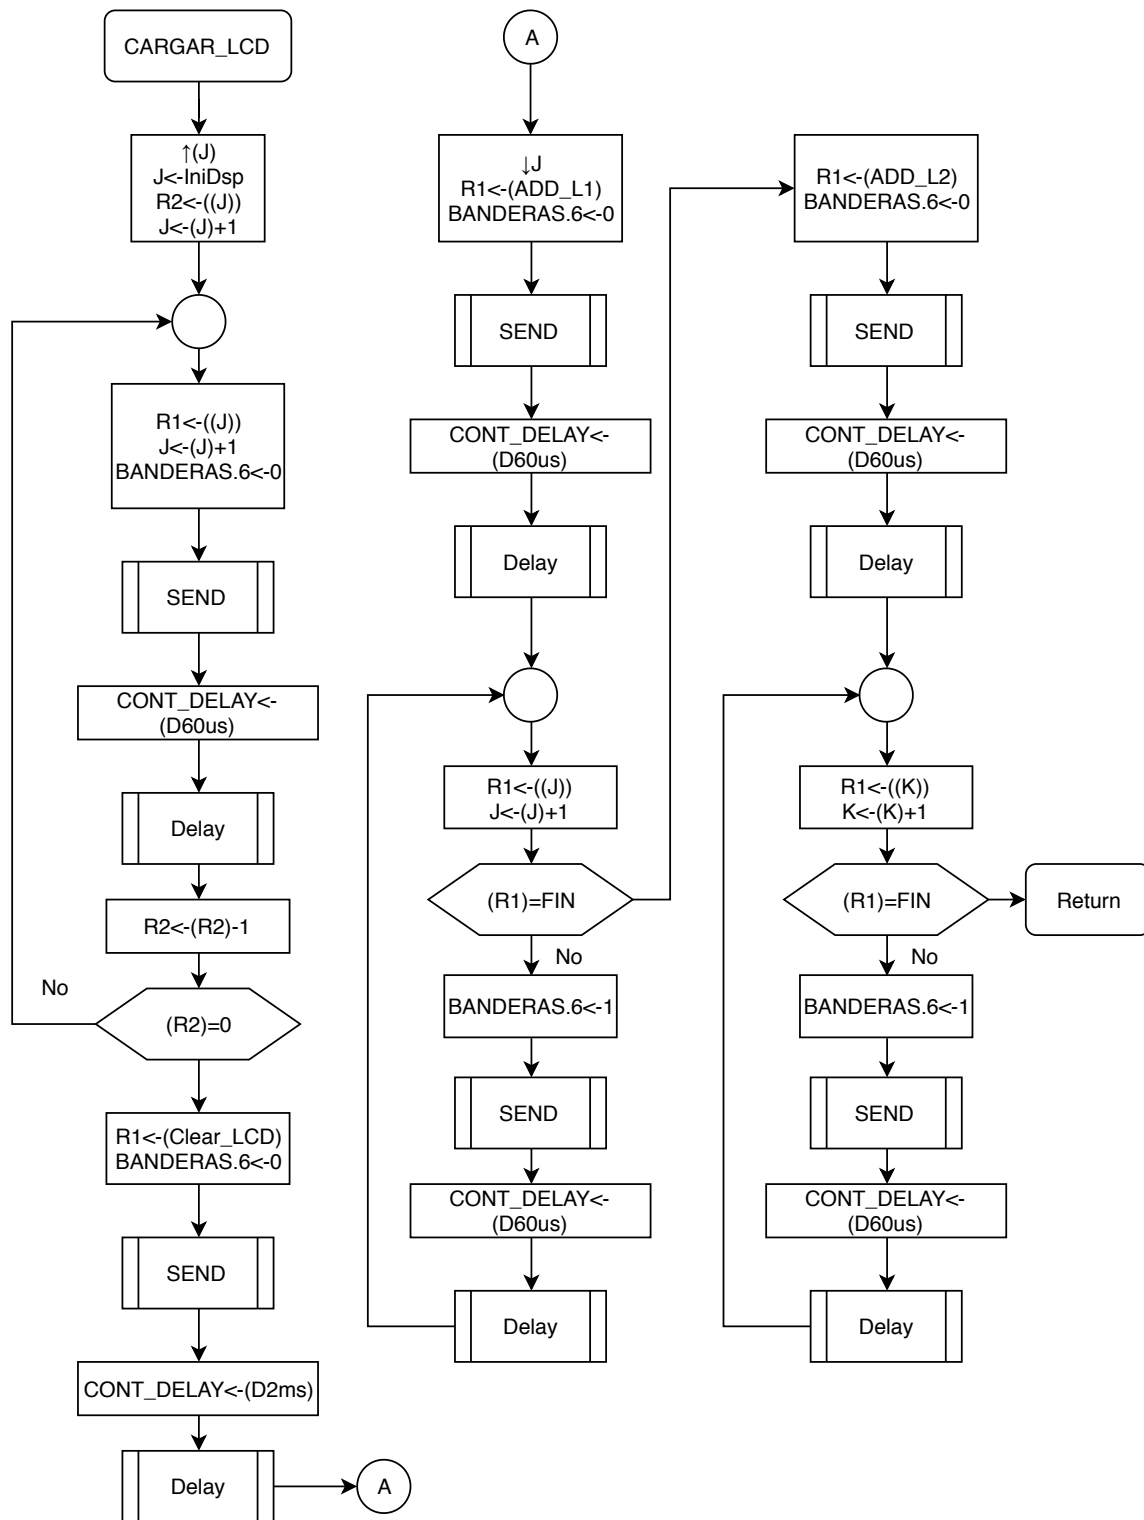 CARGAR_LCD
↑(J)
J<-IniDsp
R2<-((J))
J<-(J)+1
R1<-((J))
J<-(J)+1
BANDERAS.6<-0
SEND
CONT_DELAY<-
(D60us)
Delay
R2<-(R2)-1
No
(R2)=0
R1<-(Clear_LCD)
BANDERAS.6<-0
SEND
CONT_DELAY<-(D2ms)
Delay
A
A
↓J
R1<-(ADD_L1)
BANDERAS.6<-0
SEND
CONT_DELAY<-
(D60us)
Delay
R1<-((J))
J<-(J)+1
(R1)=FIN
No
BANDERAS.6<-1
SEND
CONT_DELAY<-
(D60us)
Delay
R1<-(ADD_L2)
BANDERAS.6<-0
SEND
CONT_DELAY<-
(D60us)
Delay
R1<-((K))
K<-(K)+1
(R1)=FIN
Return
No
BANDERAS.6<-1
SEND
CONT_DELAY<-
(D60us)
Delay